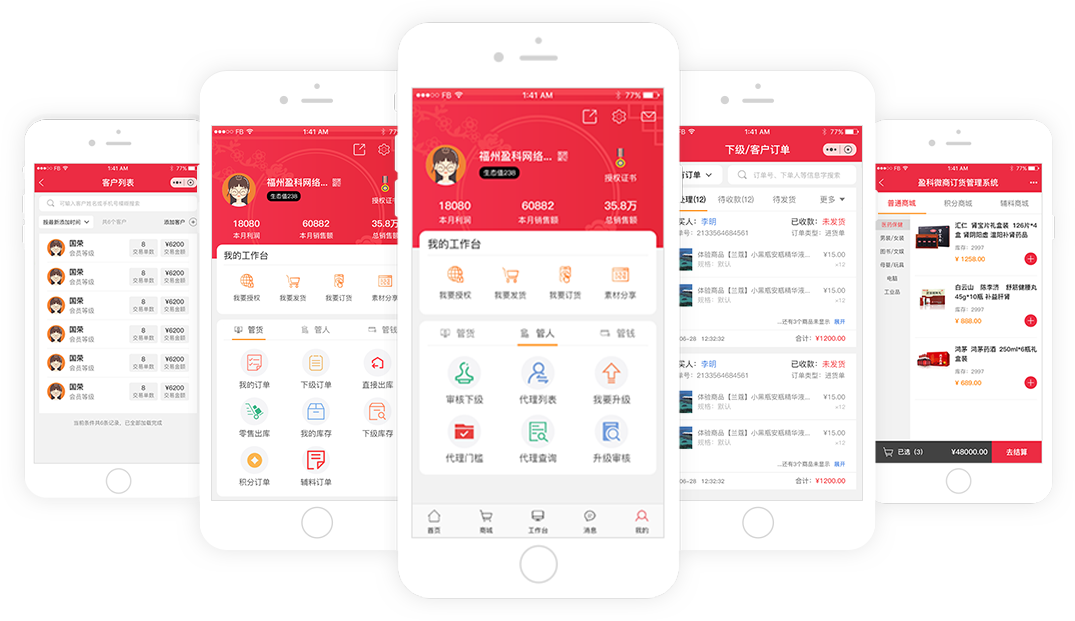 FB 1:41 AM 77%
客户列表
可输入客户姓名或手机号模糊搜索
按最新添加时间 共6个客户 添加客户
国荣
会员等级
8
交易单数
¥6200
交易金额
国荣
会员等级
8
交易单数
¥6200
交易金额
国荣
会员等级
8
交易单数
¥6200
交易金额
国荣
会员等级
8
交易单数
¥6200
交易金额
国荣
会员等级
8
交易单数
¥6200
交易金额
国荣
会员等级
8
交易单数
¥6200
交易金额
当前条件共6条记录，已全部加载完成
FB 1:41 AM 77
福州盈科网络...
生态值238
授权证书
18080 60882 35.8万
本月利润 本月销售额 总销售额
我的工作台
我要授权 我要发货 我要订货 素材分享
管货 管人 管钱
我的订单 下级订单 直接出库
零售出库 我的库存 下级库存
积分订单 辅料订单
FB 1:41 AM 77%
福州盈科网络...
生态值238
授权证书
18080 60882 35.8万
本月利润 本月销售额 总销售额
我的工作台
我要授权 我要发货 我要订货 素材分享
管货 管人 管钱
审核下级 代理列表 我要升级
代理门槛 代理查询 升级审核
首页 商城 工作台 消息 我的
FB 1:41 AM 77%
下级/客户订单
订单 订单号、下单人等信息字搜索
处理(12) 待收款(12) 待发货 更多
买人：李明 已收款：未发货
单号：2133564684561 订单类型：进货单
体验商品【兰蔻】小黑瓶安瓶精华液... ¥15.00
规格：默认 ×12
体验商品【兰蔻】小黑瓶安瓶精华液... ¥15.00
规格：默认 ×12
...还有3个商品未显示 展开
06-28 12:32:32 合计：¥1200.00
买人：李明 已收款：未发货
单号：2133564684561 订单类型：进货单
体验商品【兰蔻】小黑瓶安瓶精华液... ¥15.00
规格：默认 ×12
体验商品【兰蔻】小黑瓶安瓶精华液... ¥15.00
规格：默认 ×12
...还有3个商品未显示 展开
06-28 12:32:32 合计：¥1200.00
1:41 AM 77%
盈科微商订货管理系统
普通商城 积分商城 辅料商城
医药保健
男装/女装
图书/文娱
母婴/玩具
电脑
工业品
汇仁 肾宝片礼盒装 126片*4
盒 肾阴阳虚 温阳补肾药品
库存：2997
¥ 1258.00
白云山 陈李济 舒筋健腰丸
45g*10瓶 补益肝肾
库存：2997
¥ 888.00
鸿茅 鸿茅药酒 250ml*6瓶礼
盒装
库存：2997
¥ 689.00
已选（3） ¥48000.00 去结算